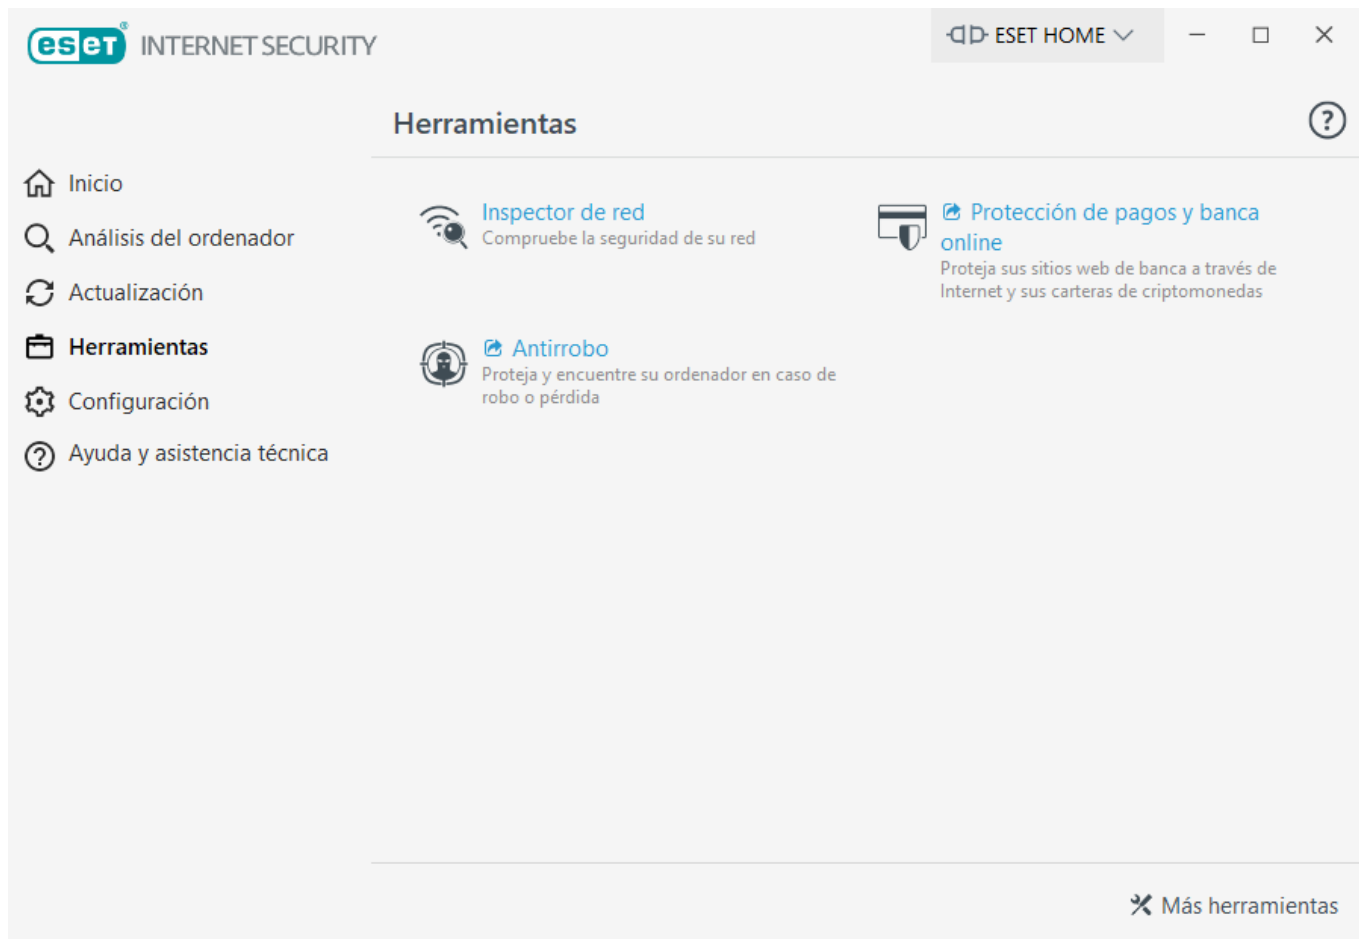 eset® INTERNET SECURITY
ESET HOME
Herramientas
?
Inicio
Análisis del ordenador
Actualización
Herramientas
Configuración
Ayuda y asistencia técnica
Inspector de red
Compruebe la seguridad de su red
Protección de pagos y banca
online
Proteja sus sitios web de banca a través de
Internet y sus carteras de criptomonedas
Antirrobo
Proteja y encuentre su ordenador en caso de
robo o pérdida
Más herramientas